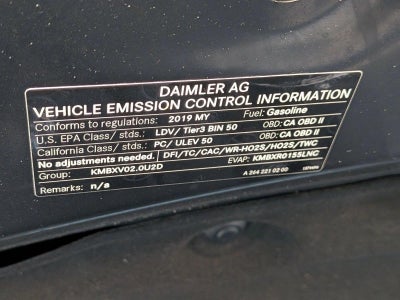 DAIMLER AG
VEHICLE EMISSION CONTROL INFORMATION
Conforms to regulations: 2019 MY Fuel: Gasoline
U.S. EPA Class/ stds.: LDV/ Tier3 BIN 50 OBD: CA OBD II
California Class/ stds.: PC/ ULEV 50 OBD: CA OBD II
No adjustments needed. DFI/TC/CAC/WR-HO2S/HO2S/TWC
Group: KMBXV02.0U2D EVAP: KMBXR0155LNG
Remarks: n/a A 264 221 02 00